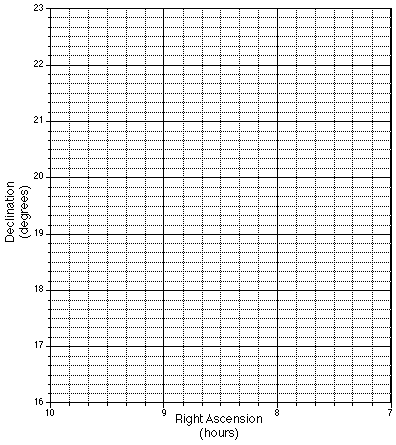 23
22
21
20
19
18
17
16
Declination
(degrees)
10 9 8 7
Right Ascension
(hours)